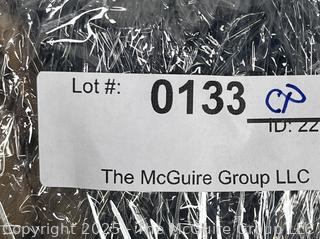 Lot #: 0133 CP
ID: 22
The McGuire Group LLC
Copyright 2025 - The McGuire Group LLC